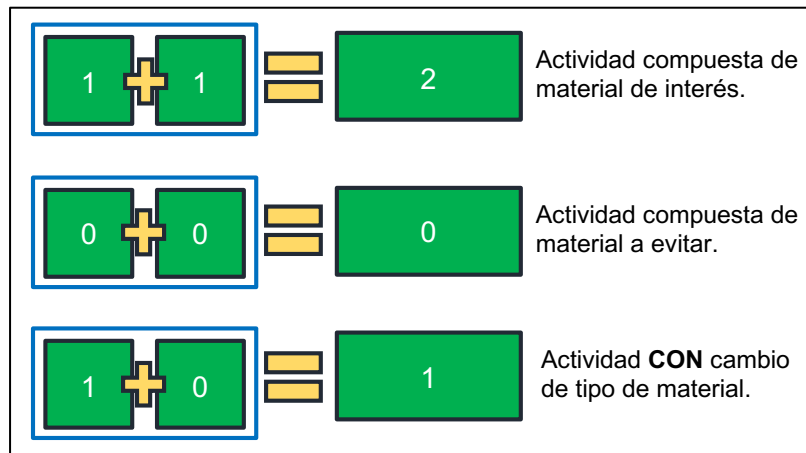 1 + 1 = 2
Actividad compuesta de
material de interés.
0 + 0 = 0
Actividad compuesta de
material a evitar.
1 + 0 = 1
Actividad CON cambio
de tipo de material.